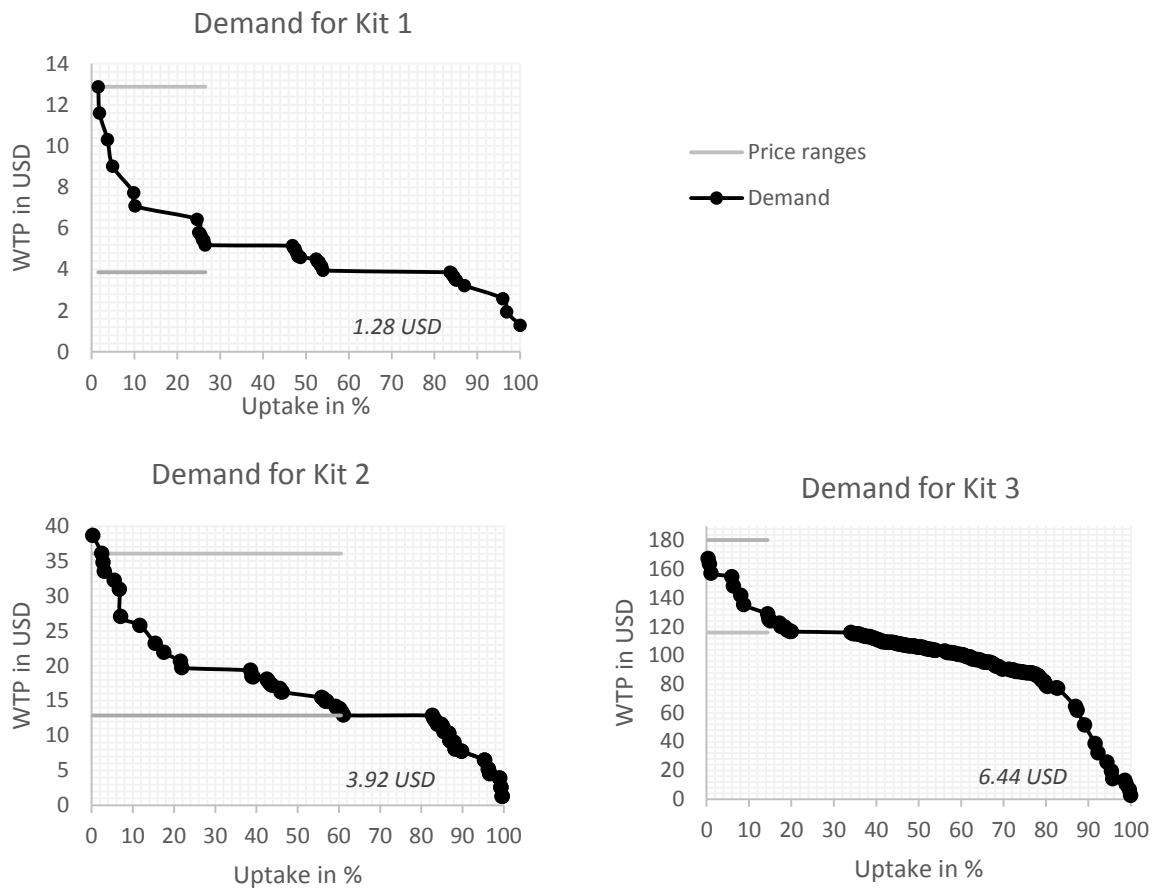 Demand for Kit 1
14
12
10
8
6
4
2
0
WTP in USD
1.28 USD
0 10 20 30 40 50 60 70 80 90 100
Uptake in %
Price ranges
Demand
Demand for Kit 2
40
35
30
25
20
15
10
5
0
WTP in USD
3.92 USD
0 10 20 30 40 50 60 70 80 90 100
Uptake in %
Demand for Kit 3
180
160
140
120
100
80
60
40
20
0
WTP in USD
6.44 USD
0 10 20 30 40 50 60 70 80 90 100
Uptake in %